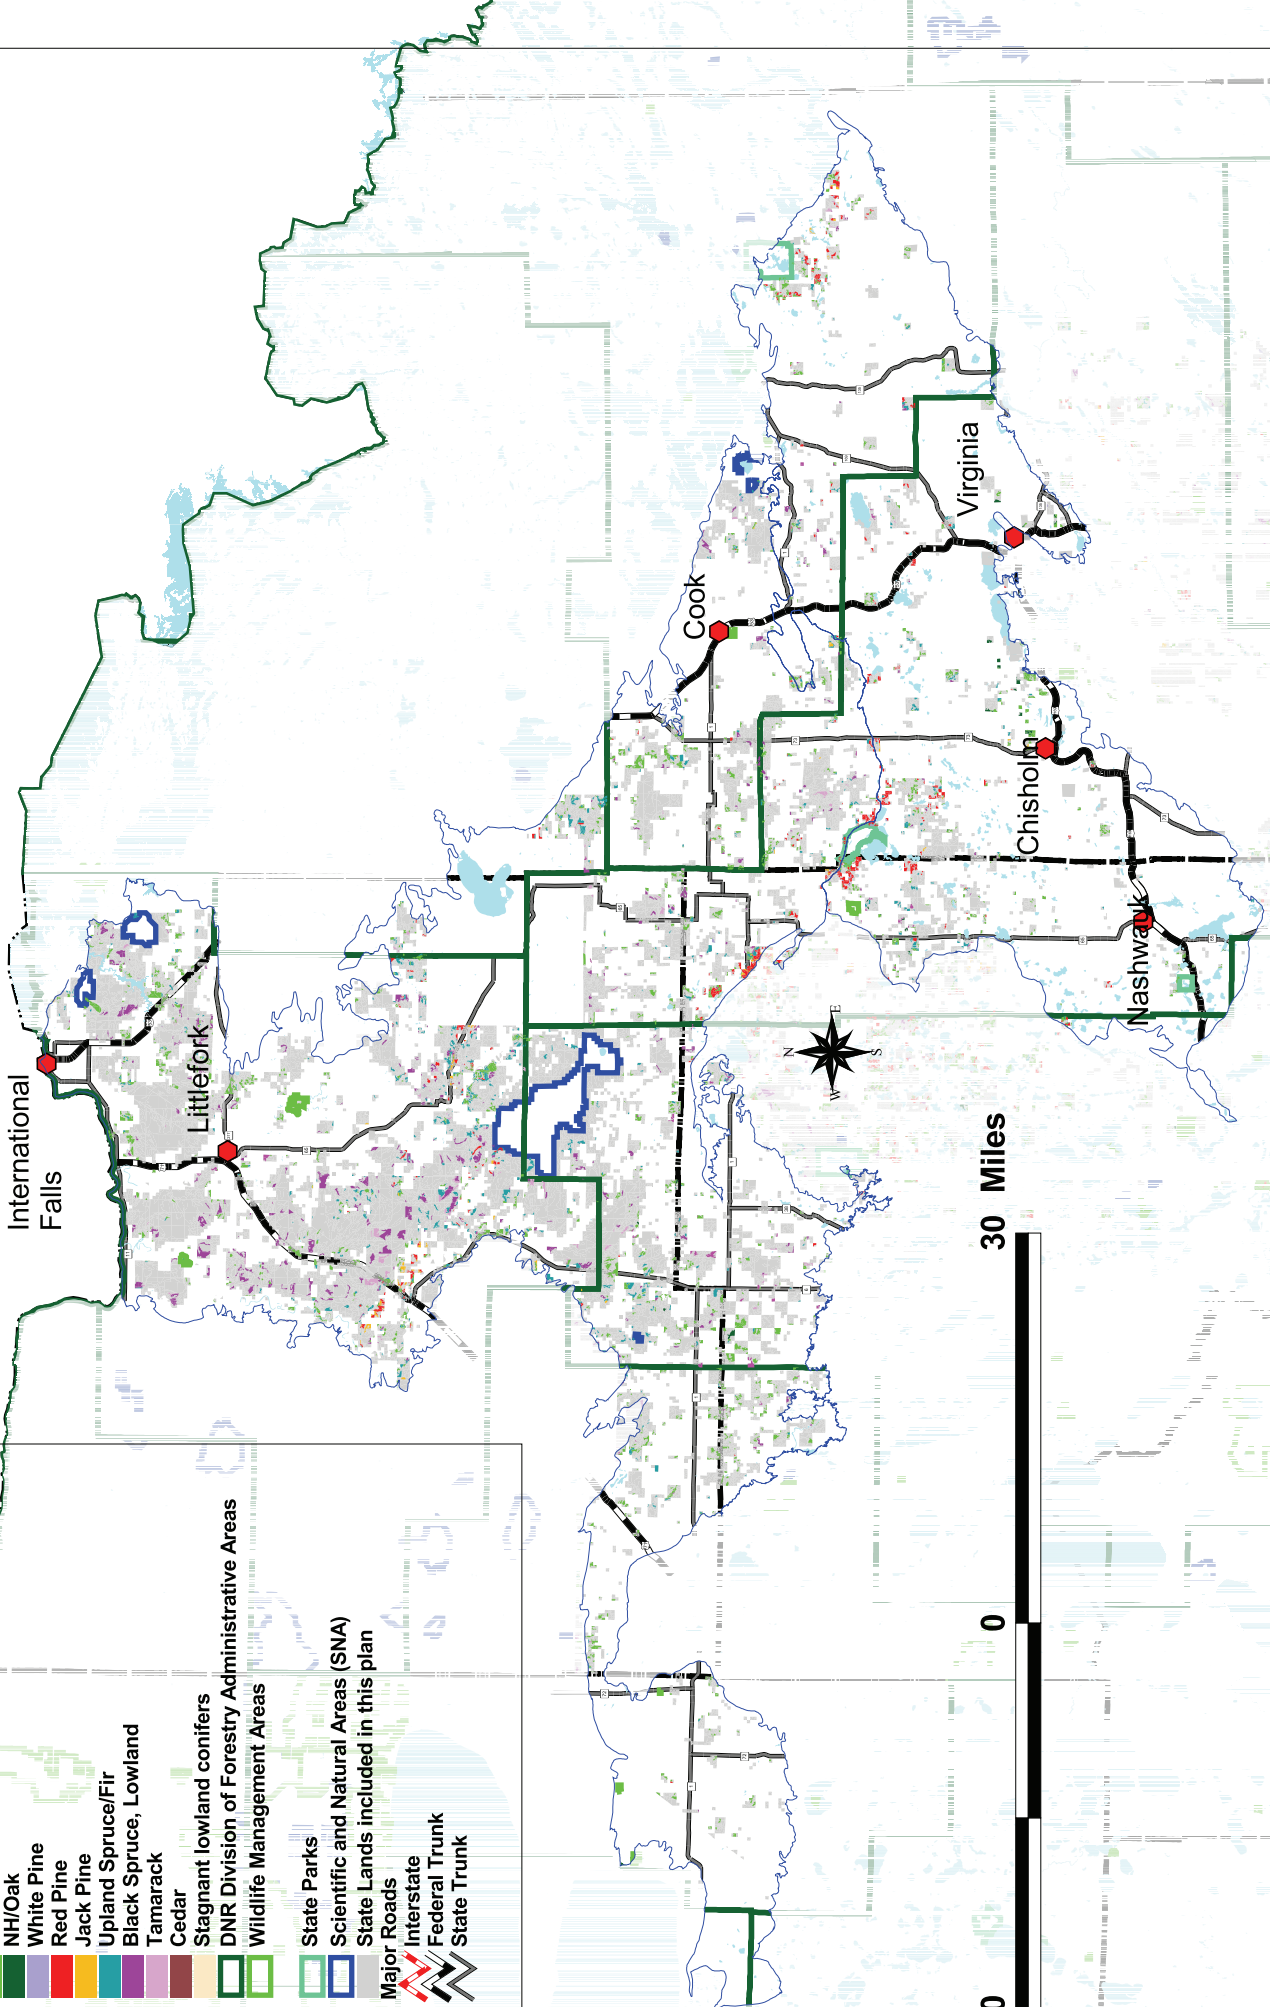 NH/Oak
White Pine
Red Pine
Jack Pine
Upland Spruce/Fir
Black Spruce, Lowland
Tamarack
Cedar
Stagnant lowland conifers
DNR Division of Forestry Administrative Areas
Wildlife Management Areas
State Parks
Scientific and Natural Areas (SNA)
State Lands included in this plan
Major Roads
Interstate
Federal Trunk
State Trunk
International
Falls
Littlefork
Cook
Virginia
Chisholm
Nashwauk
N
E
S
W
0
30 Miles